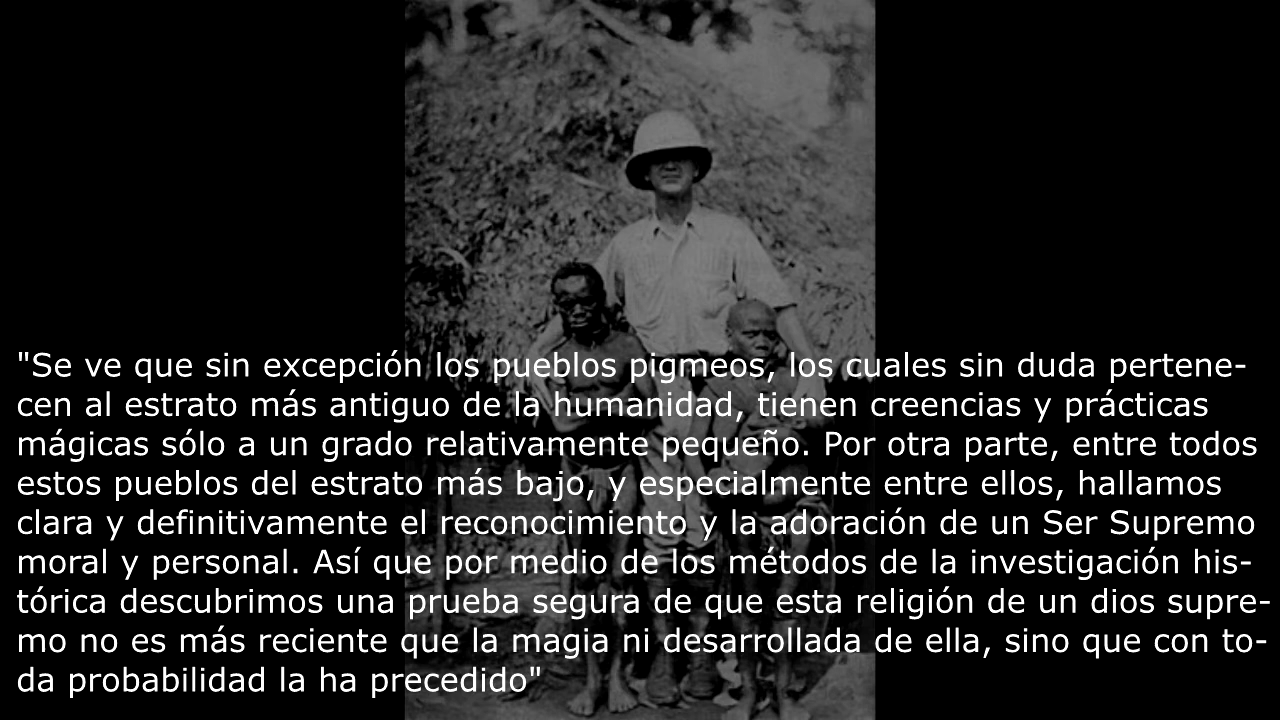 "Se ve que sin excepción los pueblos pigmeos, los cuales sin duda pertene-
cen al estrato más antiguo de la humanidad, tienen creencias y prácticas
mágicas sólo a un grado relativamente pequeño. Por otra parte, entre todos
estos pueblos del estrato más bajo, y especialmente entre ellos, hallamos
clara y definitivamente el reconocimiento y la adoración de un Ser Supremo
moral y personal. Así que por medio de los métodos de la investigación his-
tórica descubrimos una prueba segura de que esta religión de un dios supre-
mo no es más reciente que la magia ni desarrollada de ella, sino que con to-
da probabilidad la ha precedido"